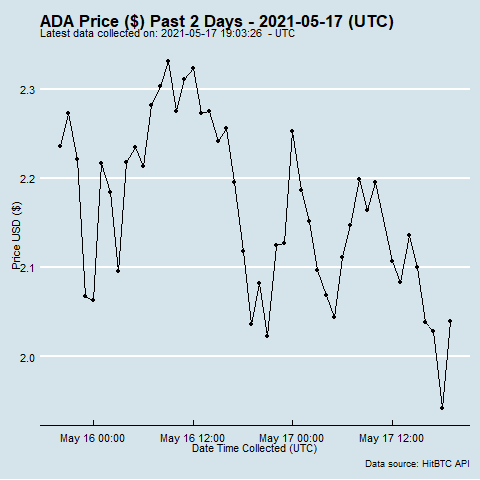 ADA Price ($) Past 2 Days - 2021-05-17 (UTC)
Latest data collected on: 2021-05-17 19:03:26 - UTC
2.3
2.2
Price USD ($)
2.1
2.0
May 16 00:00
May 16 12:00
May 17 00:00
May 17 12:00
Date Time Collected (UTC)
Data source: HitBTC API